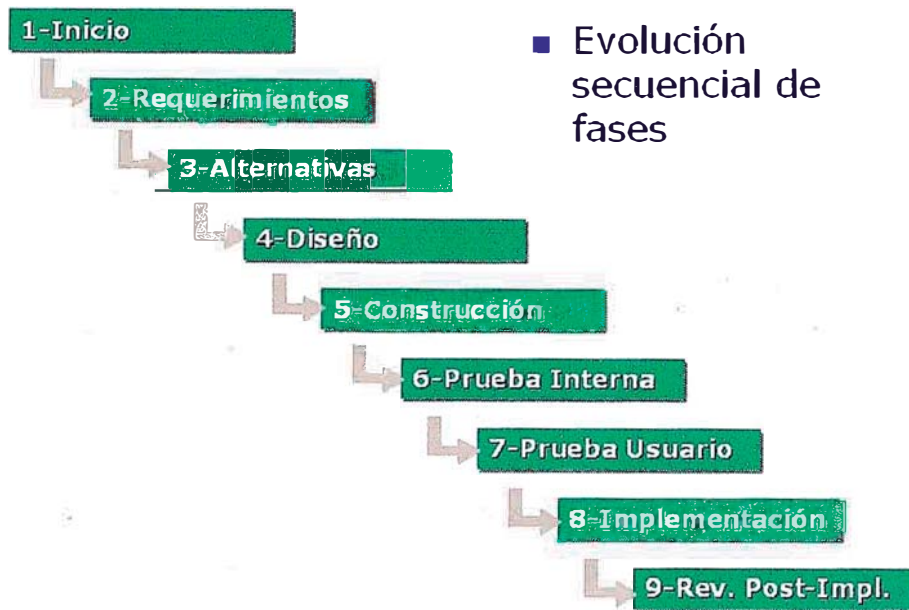 1-Inicio
Evolución
secuencial de
fases
2-Requerimientos
3-Alternativas
4-Diseño
5-Construcción
6-Prueba Interna
7-Prueba Usuario
8-Implementación
9-Rev. Post-Impl.